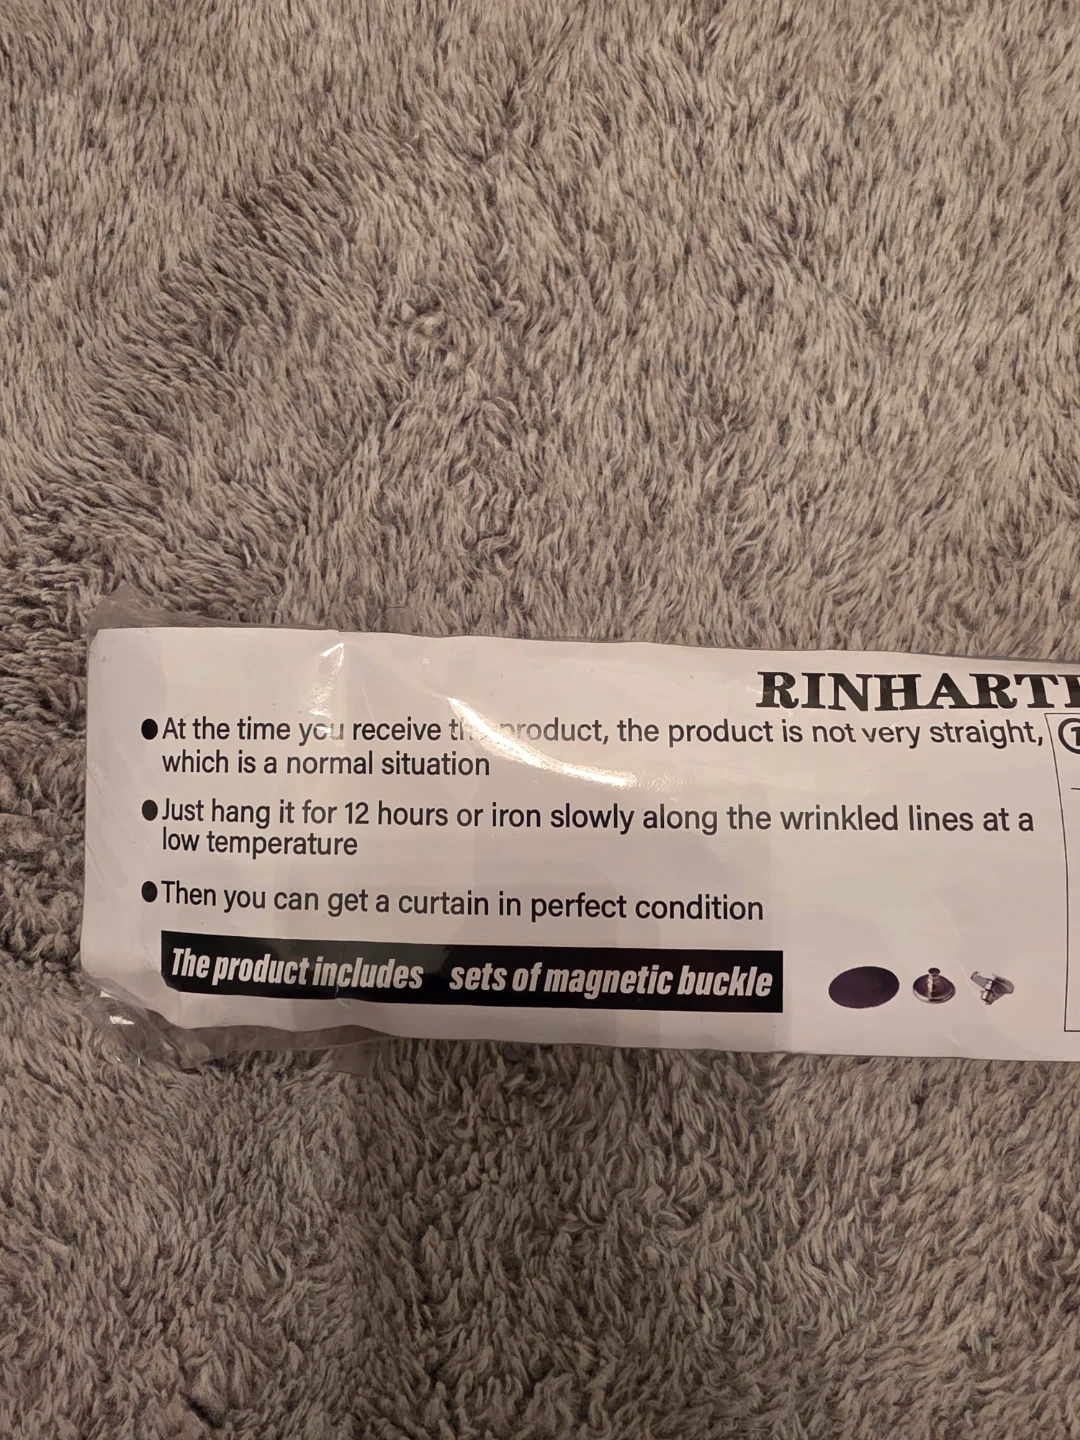 RINHART
●At the time you receive the product, the product is not very straight,
which is a normal situation
●Just hang it for 12 hours or iron slowly along the wrinkled lines at a
low temperature
●Then you can get a curtain in perfect condition
The product includes sets of magnetic buckle
①